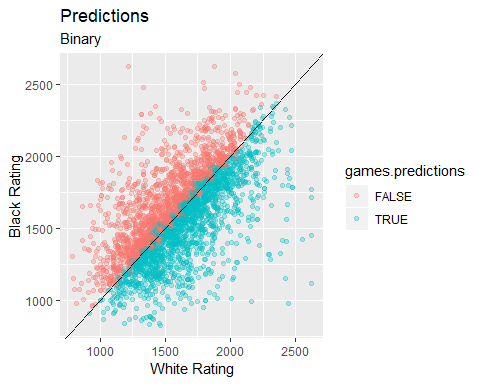 Predictions
Binary
2500
2000
1500
1000
Black Rating
1000
1500
2000
2500
White Rating
games.predictions
FALSE
TRUE